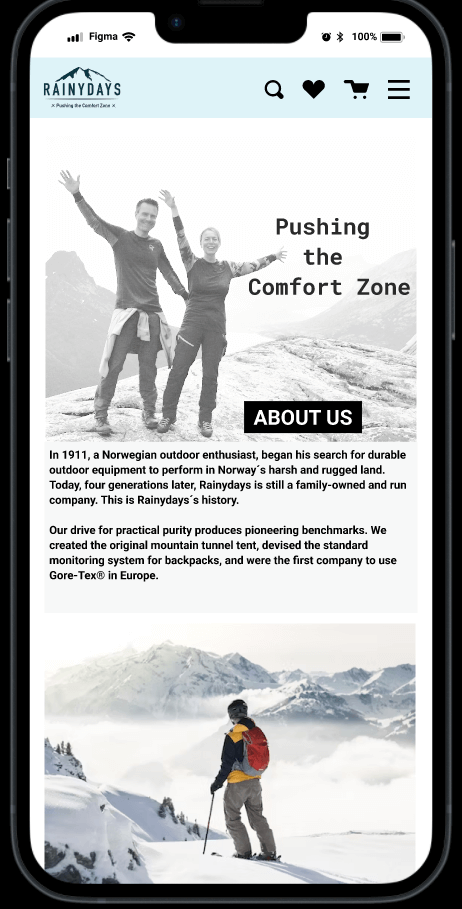 Figma
100%
RAINYDAYS
× Pushing the Comfort Zone ×
Pushing
the
Comfort Zone
ABOUT US
In 1911, a Norwegian outdoor enthusiast, began his search for durable
outdoor equipment to perform in Norway´s harsh and rugged land.
Today, four generations later, Rainydays is still a family-owned and run
company. This is Rainydays´s history.
Our drive for practical purity produces pioneering benchmarks. We
created the original mountain tunnel tent, devised the standard
monitoring system for backpacks, and were the first company to use
Gore-Tex® in Europe.